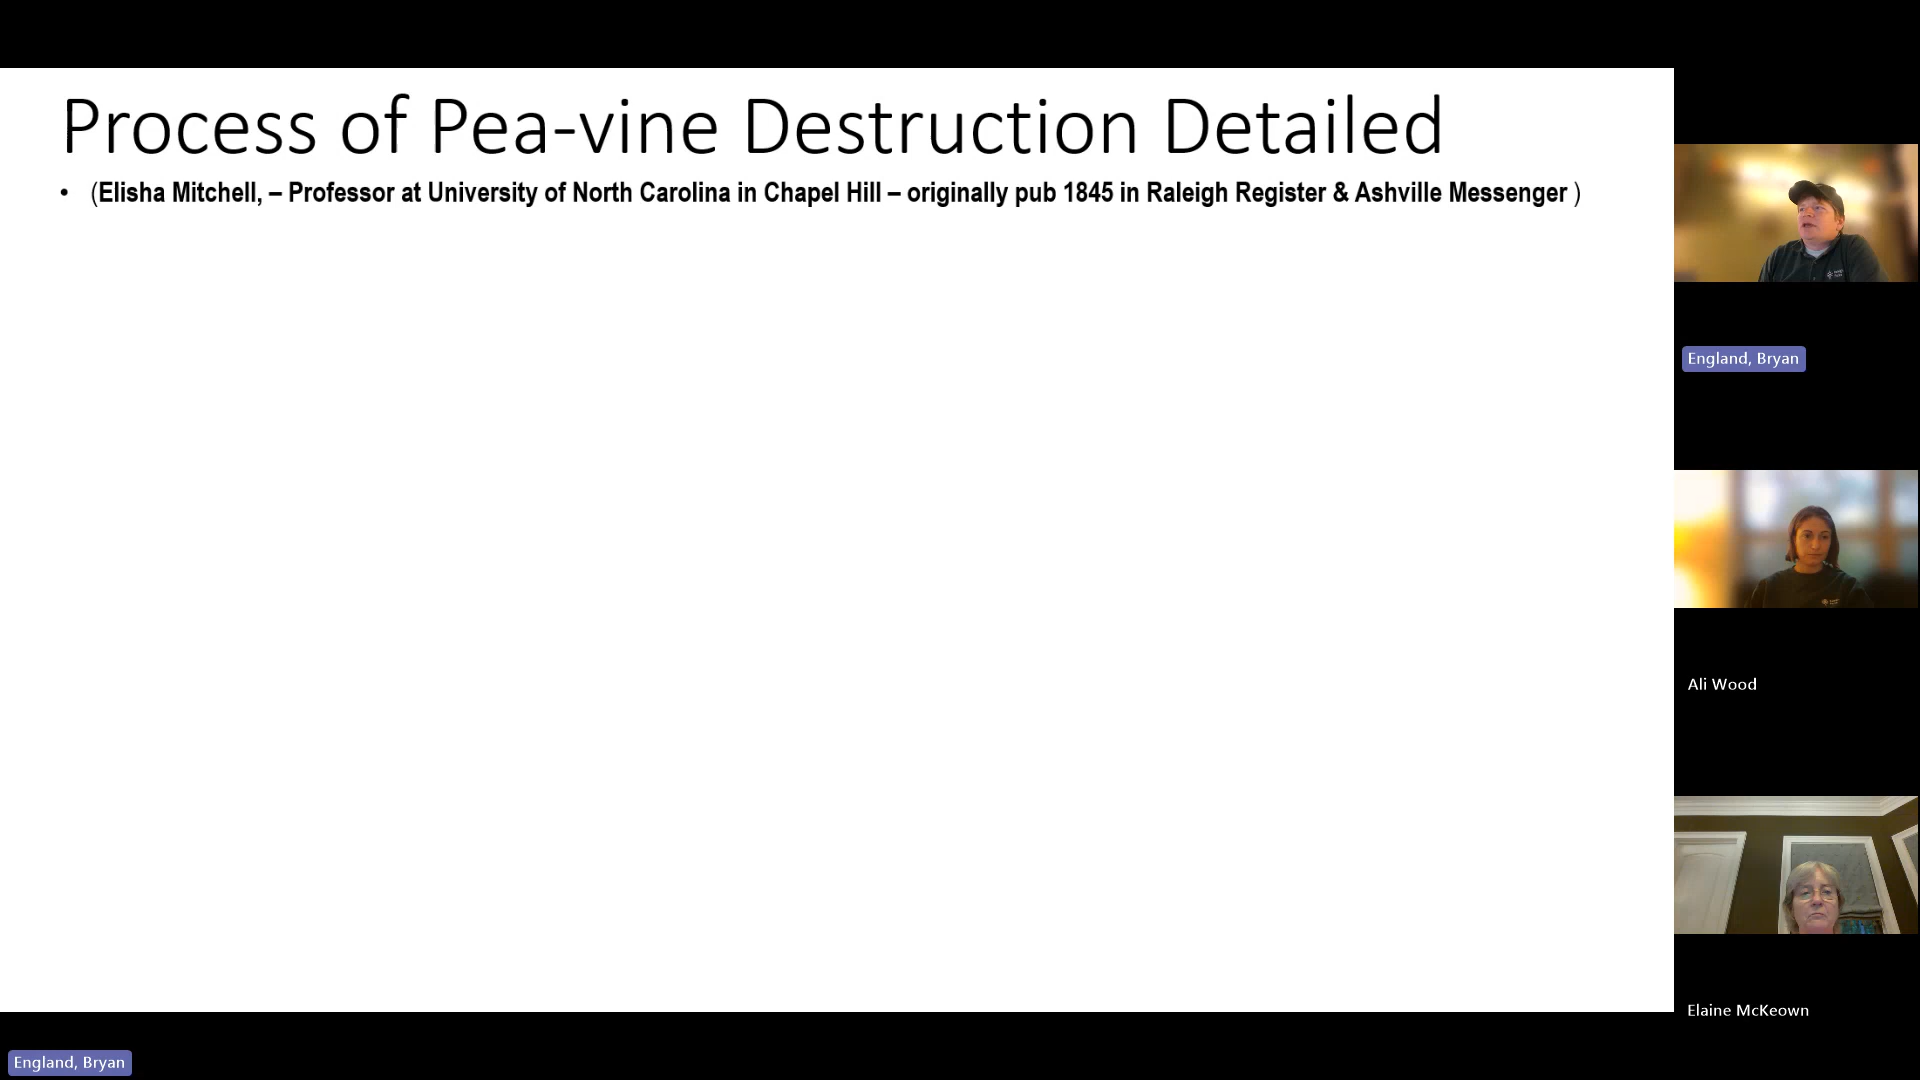 Process of Pea-vine Destruction Detailed
• (Elisha Mitchell, – Professor at University of North Carolina in Chapel Hill – originally pub 1845 in Raleigh Register & Ashville Messenger )
England, Bryan
Ali Wood
Elaine McKeown
England, Bryan